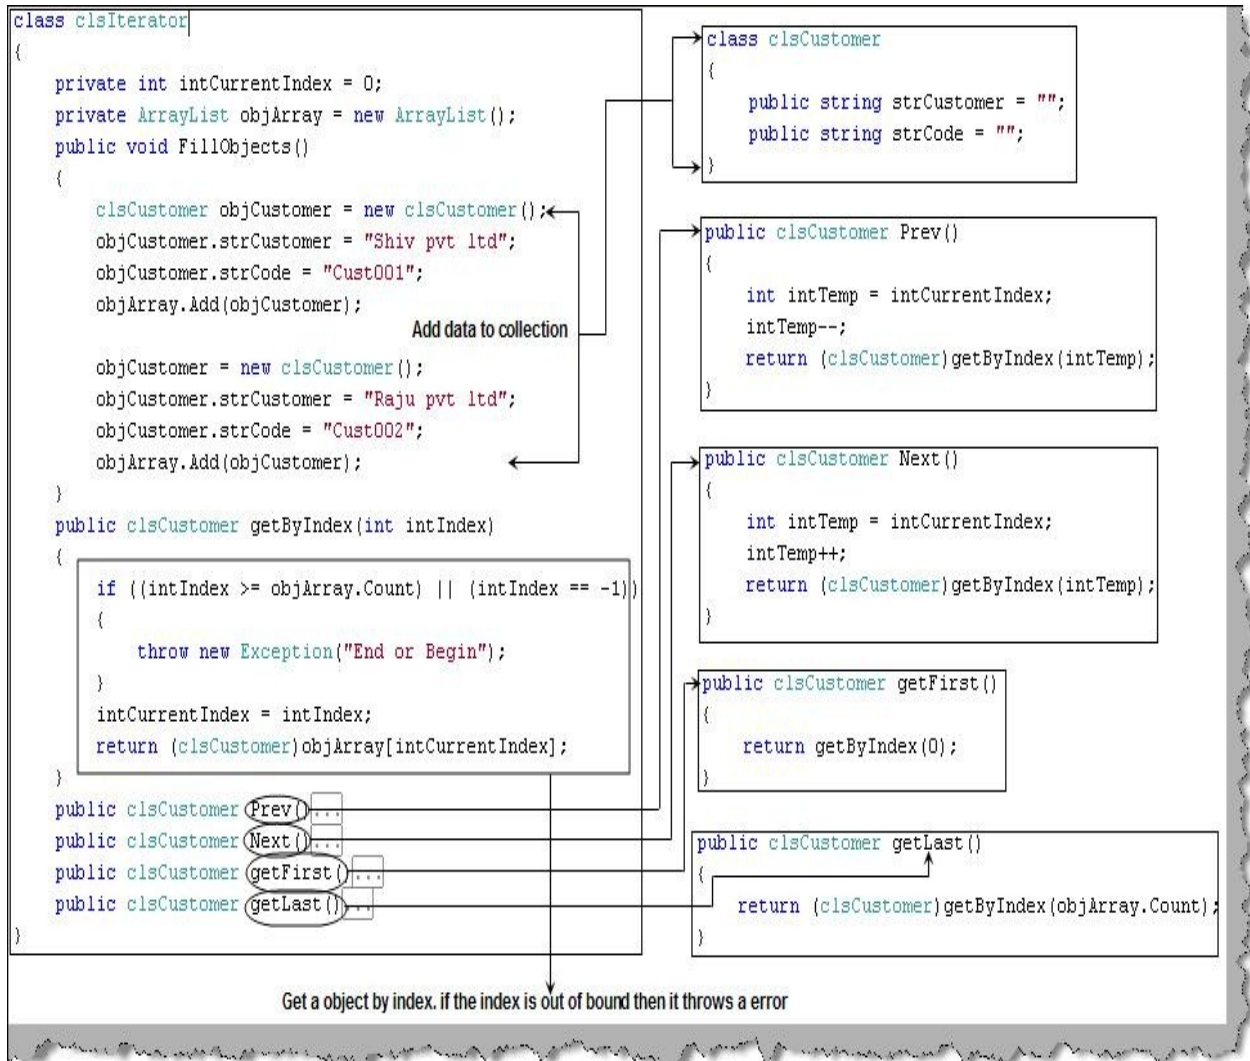 class clsIterator
{
private int intCurrentIndex = 0;
private ArrayList objArray = new ArrayList();
public void FillObjects()
{
clsCustomer objCustomer = new clsCustomer();
objCustomer.strCustomer = "Shiv pvt ltd";
objCustomer.strCode = "Cust001";
objArray.Add(objCustomer);
Add data to collection
objCustomer = new clsCustomer();
objCustomer.strCustomer = "Raju pvt ltd";
objCustomer.strCode = "Cust002";
objArray.Add(objCustomer);
}
public clsCustomer getByIndex(int intIndex)
{
if ((intIndex >= objArray.Count) || (intIndex == -1))
{
throw new Exception("End or Begin");
}
intCurrentIndex = intIndex;
return (clsCustomer)objArray[intCurrentIndex];
}
public clsCustomer Prev()...
public clsCustomer Next()...
public clsCustomer getFirst()...
public clsCustomer getLast()...
}
class clsCustomer
{
public string strCustomer = "";
public string strCode = "";
}
public clsCustomer Prev()
{
int intTemp = intCurrentIndex;
intTemp--;
return (clsCustomer)getByIndex(intTemp);
}
public clsCustomer Next()
{
int intTemp = intCurrentIndex;
intTemp++;
return (clsCustomer)getByIndex(intTemp);
}
public clsCustomer getFirst()
{
return getByIndex(0);
}
public clsCustomer getLast()
{
return (clsCustomer)getByIndex(objArray.Count);
}
Get a object by index. if the index is out of bound then it throws a error